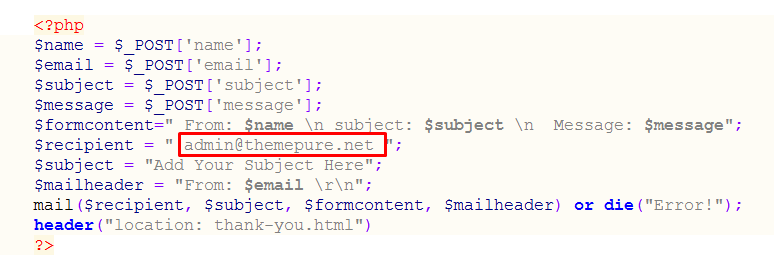 <?php
$name = $_POST['name'];
$email = $_POST['email'];
$subject = $_POST['subject'];
$message = $_POST['message'];
$formcontent=" From: $name \n subject: $subject \n  Message: $message";
$recipient = " admin@themepure.net ";
$subject = "Add Your Subject Here";
$mailheader = "From: $email \r\n";
mail($recipient, $subject, $formcontent, $mailheader) or die("Error!");
header("location: thank-you.html")
?>